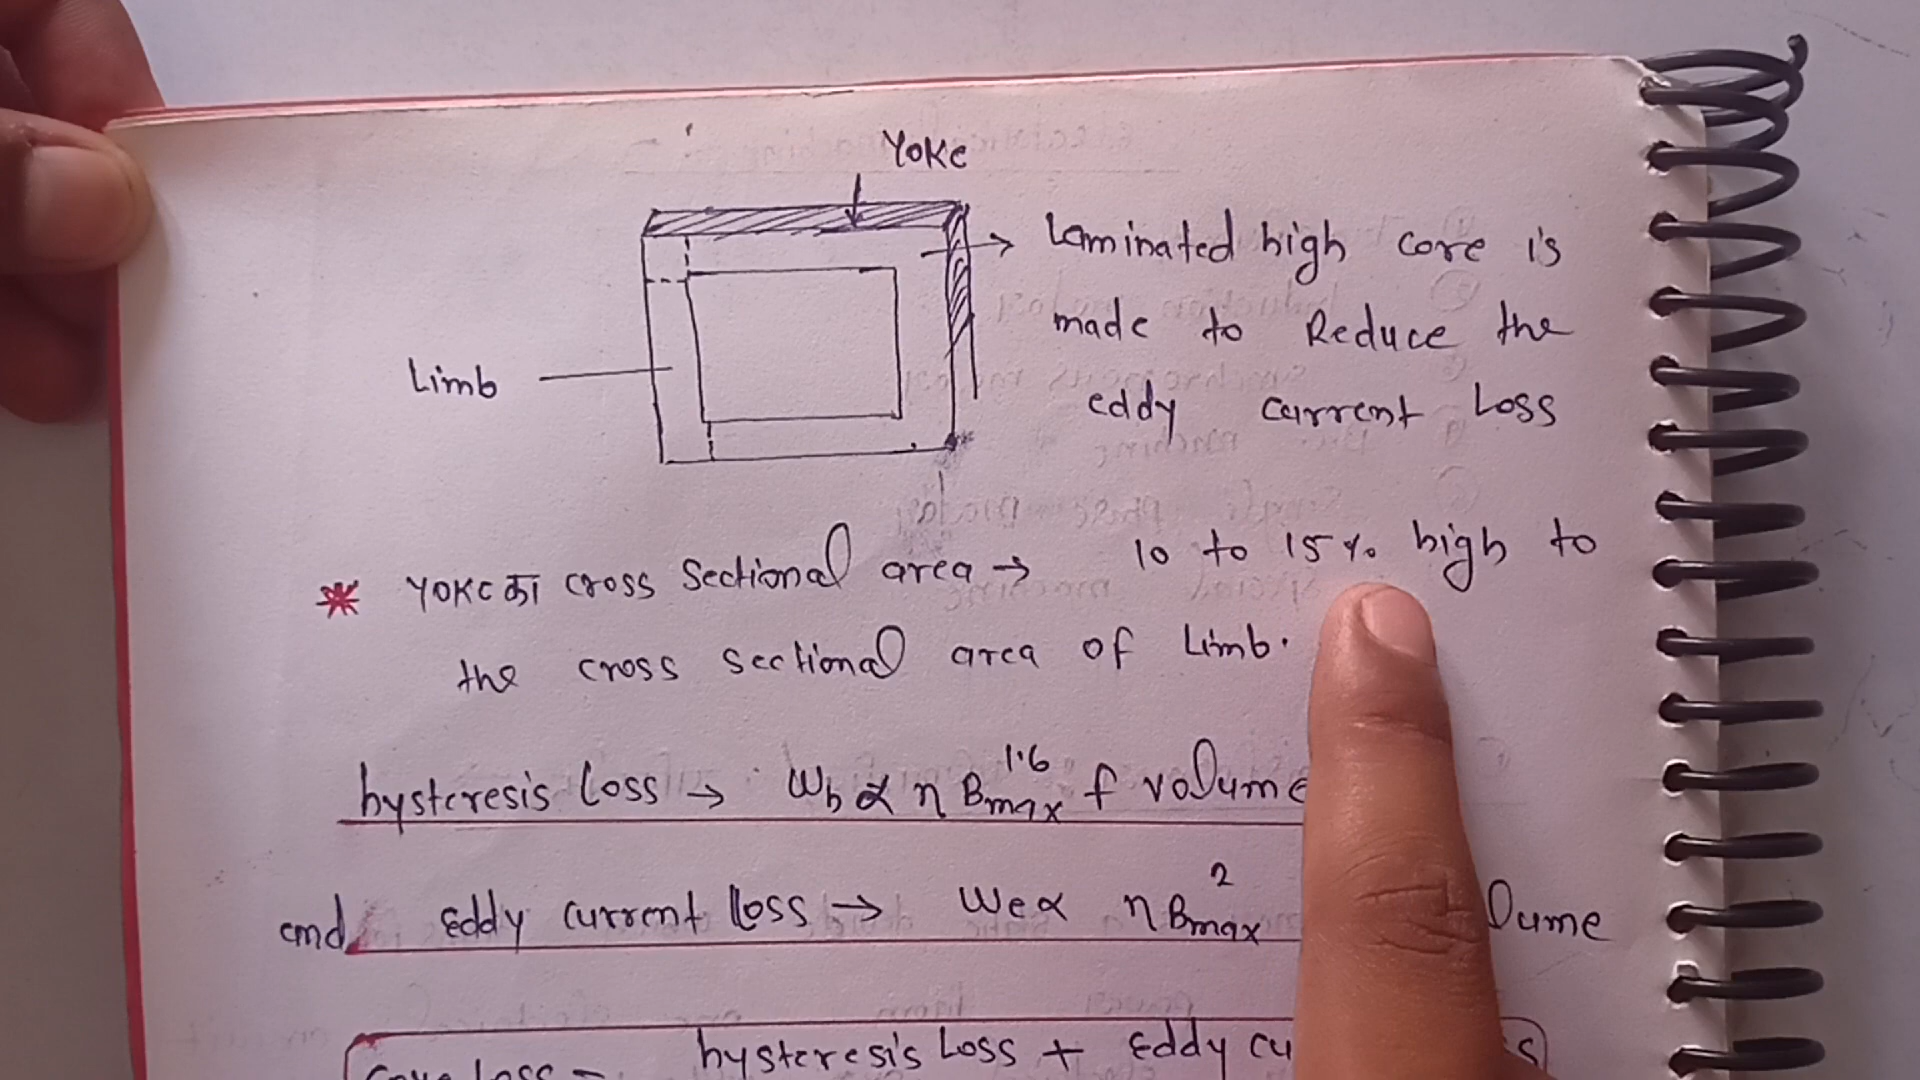 Yoke
Laminated high core is
made to Reduce the
Limb
eddy current Loss
* Yoke का cross sectional area → 10 to 15% high to
the cross sectional area of Limb.
hysteresis loss → Wh ∝ η Bmax^1.6 f volume
and Eddy current loss → We ∝ η Bmax^2 lume
hysteresis Loss + Eddy cu s